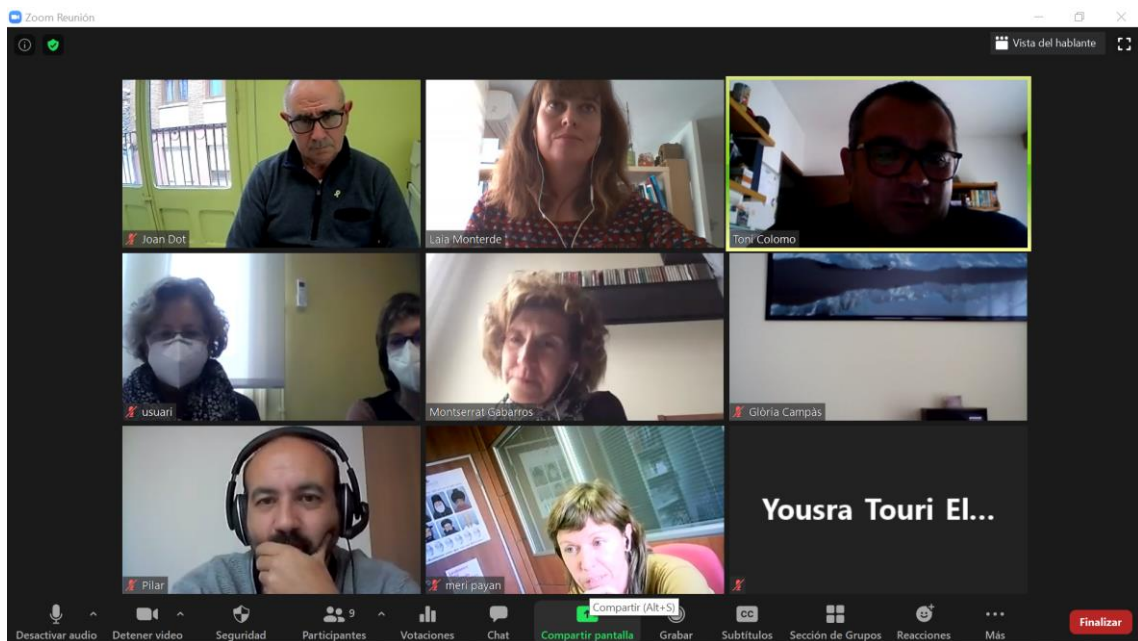 Zoom Reunión
Vista del hablante
Joan Dot
Laia Monterde
Toni Colomo
usuari
Montserrat Gabarros
Glòria Campàs
Pilar
meri payan
Yousra Touri El...
Compartir (Alt+S)
9
CC
Desactivar audio
Detener video
Seguridad
Participantes
Votaciones
Chat
Compartir pantalla
Grabar
Subtítulos
Sección de Grupos
Reacciones
Más
Finalizar